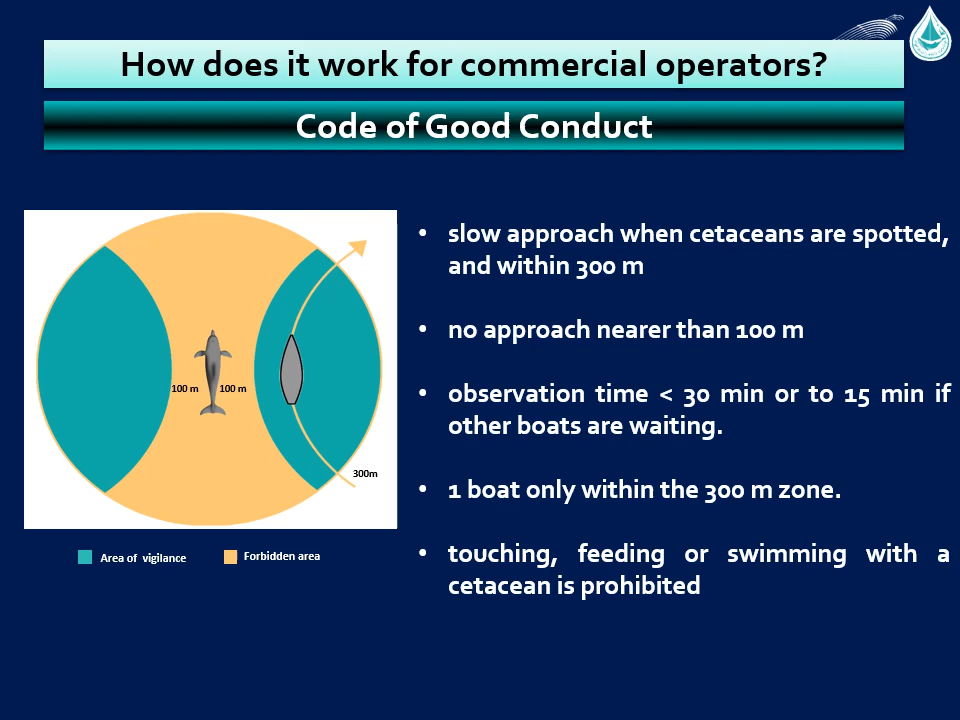 How does it work for commercial operators?
Code of Good Conduct
100 m
100 m
300m
Area of vigilance
Forbidden area
• slow approach when cetaceans are spotted,
and within 300 m
• no approach nearer than 100 m
• observation time < 30 min or to 15 min if
other boats are waiting.
• 1 boat only within the 300 m zone.
• touching, feeding or swimming with a
cetacean is prohibited